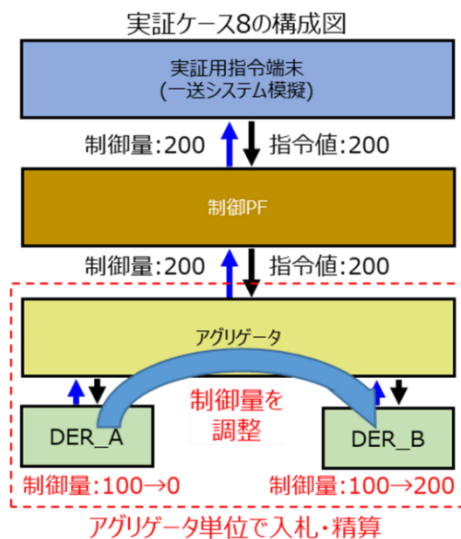 実証ケース8の構成図
実証用指令端末
(一送システム模擬)
制御量:200
指令値:200
制御PF
制御量:200
指令値:200
アグリゲータ
制御量を
調整
DER_A
DER_B
制御量:100→0
制御量:100→200
アグリゲータ単位で入札・精算